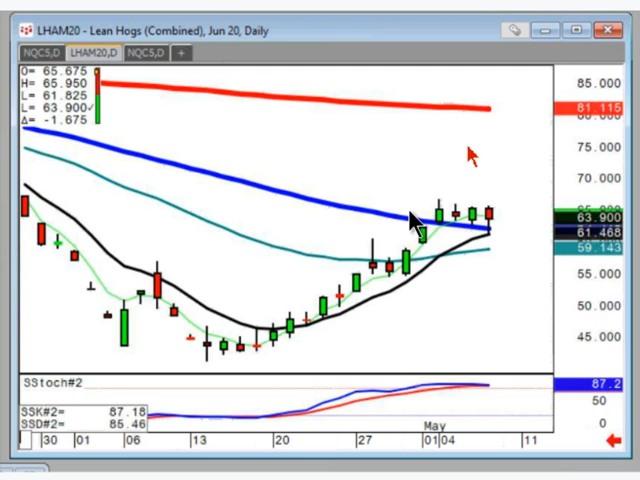 LHAM20 - Lean Hogs (Combined), Jun 20, Daily
NQC5,D LHAM20,D NQC5,D +
O= 65.675
H= 65.950
L= 61.825
L= 63.900✓
Δ= -1.675
85.000
81.115
75.000
70.000
63.900
61.468
59.143
55.000
50.000
45.000
SStoch#2
87.2
50
0
SSK#2= 87.18
SSD#2= 85.46
May
30 01 06 13 20 27 01 04 11